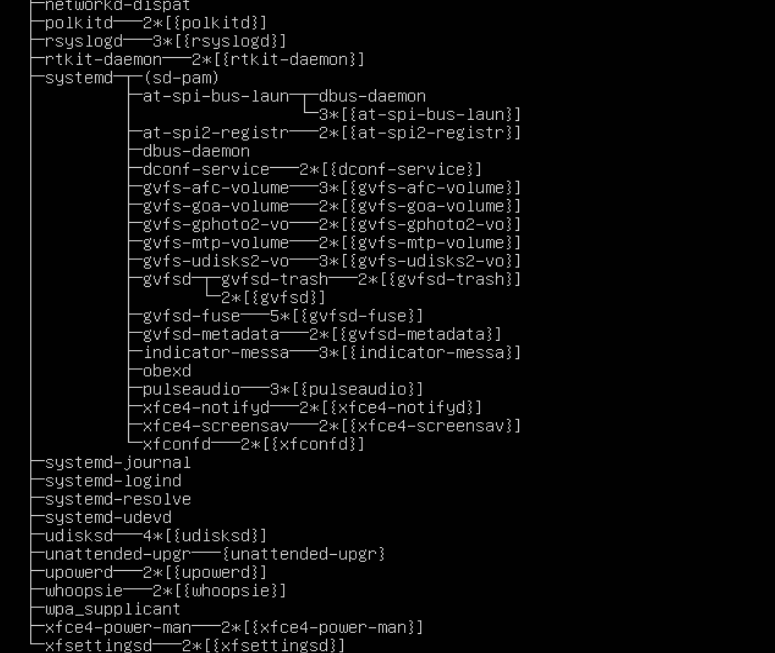 ├─networkd-dispat
├─polkitd───2*[{polkitd}]
├─rsyslogd───3*[{rsyslogd}]
├─rtkit-daemon───2*[{rtkit-daemon}]
├─systemd─┬─(sd-pam)
│         ├─at-spi-bus-laun─┬─dbus-daemon
│         │                 └─3*[{at-spi-bus-laun}]
│         ├─at-spi2-registr───2*[{at-spi2-registr}]
│         ├─dbus-daemon
│         ├─dconf-service───2*[{dconf-service}]
│         ├─gvfs-afc-volume───3*[{gvfs-afc-volume}]
│         ├─gvfs-goa-volume───2*[{gvfs-goa-volume}]
│         ├─gvfs-gphoto2-vo───2*[{gvfs-gphoto2-vo}]
│         ├─gvfs-mtp-volume───2*[{gvfs-mtp-volume}]
│         ├─gvfs-udisks2-vo───3*[{gvfs-udisks2-vo}]
│         ├─gvfsd─┬─gvfsd-trash───2*[{gvfsd-trash}]
│         │       └─2*[{gvfsd}]
│         ├─gvfsd-fuse───5*[{gvfsd-fuse}]
│         ├─gvfsd-metadata───2*[{gvfsd-metadata}]
│         ├─indicator-messa───3*[{indicator-messa}]
│         ├─obexd
│         ├─pulseaudio───3*[{pulseaudio}]
│         ├─xfce4-notifyd───2*[{xfce4-notifyd}]
│         ├─xfce4-screensav───2*[{xfce4-screensav}]
│         └─xfconfd───2*[{xfconfd}]
├─systemd-journal
├─systemd-logind
├─systemd-resolve
├─systemd-udevd
├─udisksd───4*[{udisksd}]
├─unattended-upgr───{unattended-upgr}
├─upowerd───2*[{upowerd}]
├─whoopsie───2*[{whoopsie}]
├─wpa_supplicant
├─xfce4-power-man───2*[{xfce4-power-man}]
└─xfsettingsd───2*[{xfsettingsd}]